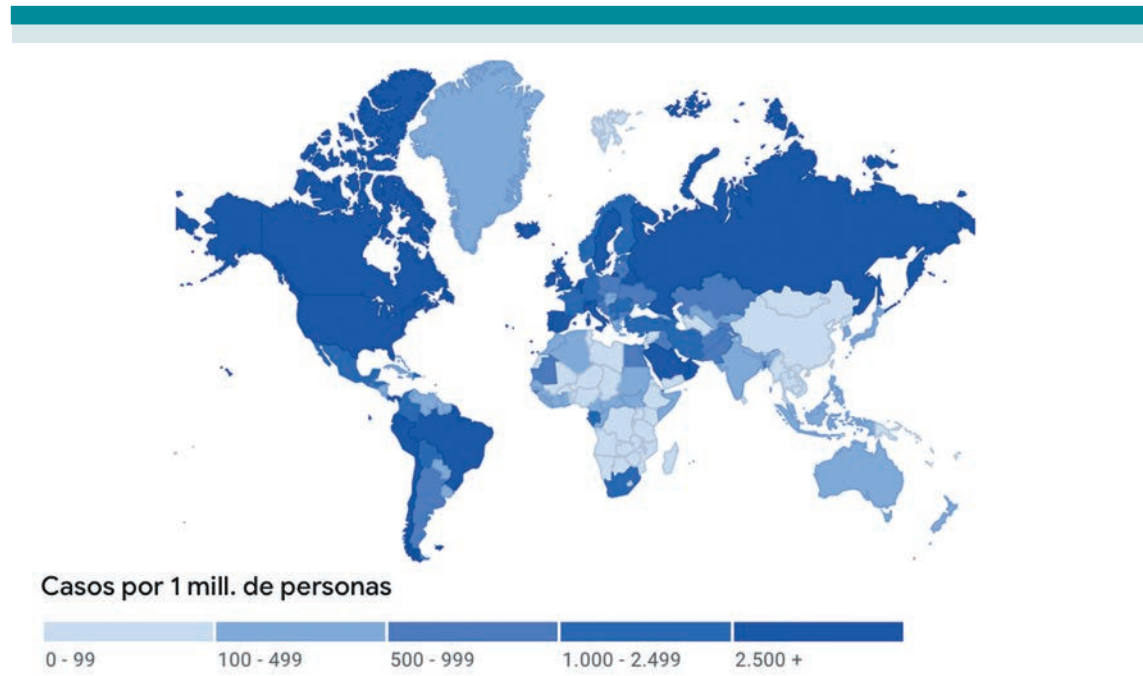 Casos por 1 mill. de personas
0 - 99 100 - 499 500 - 999 1.000 - 2.499 2.500 +